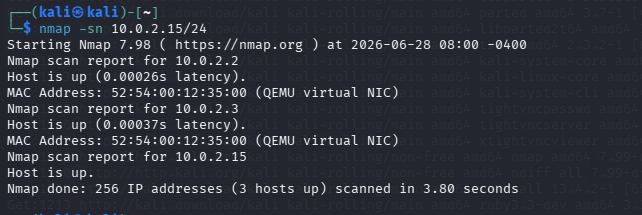 ┌──(kali㉿kali)-[~]
└─$ nmap -sn 10.0.2.15/24
Starting Nmap 7.98 ( https://nmap.org ) at 2026-06-28 08:00 -0400
Nmap scan report for 10.0.2.2
Host is up (0.00026s latency).
MAC Address: 52:54:00:12:35:00 (QEMU virtual NIC)
Nmap scan report for 10.0.2.3
Host is up (0.00037s latency).
MAC Address: 52:54:00:12:35:00 (QEMU virtual NIC)
Nmap scan report for 10.0.2.15
Host is up.
Nmap done: 256 IP addresses (3 hosts up) scanned in 3.80 seconds